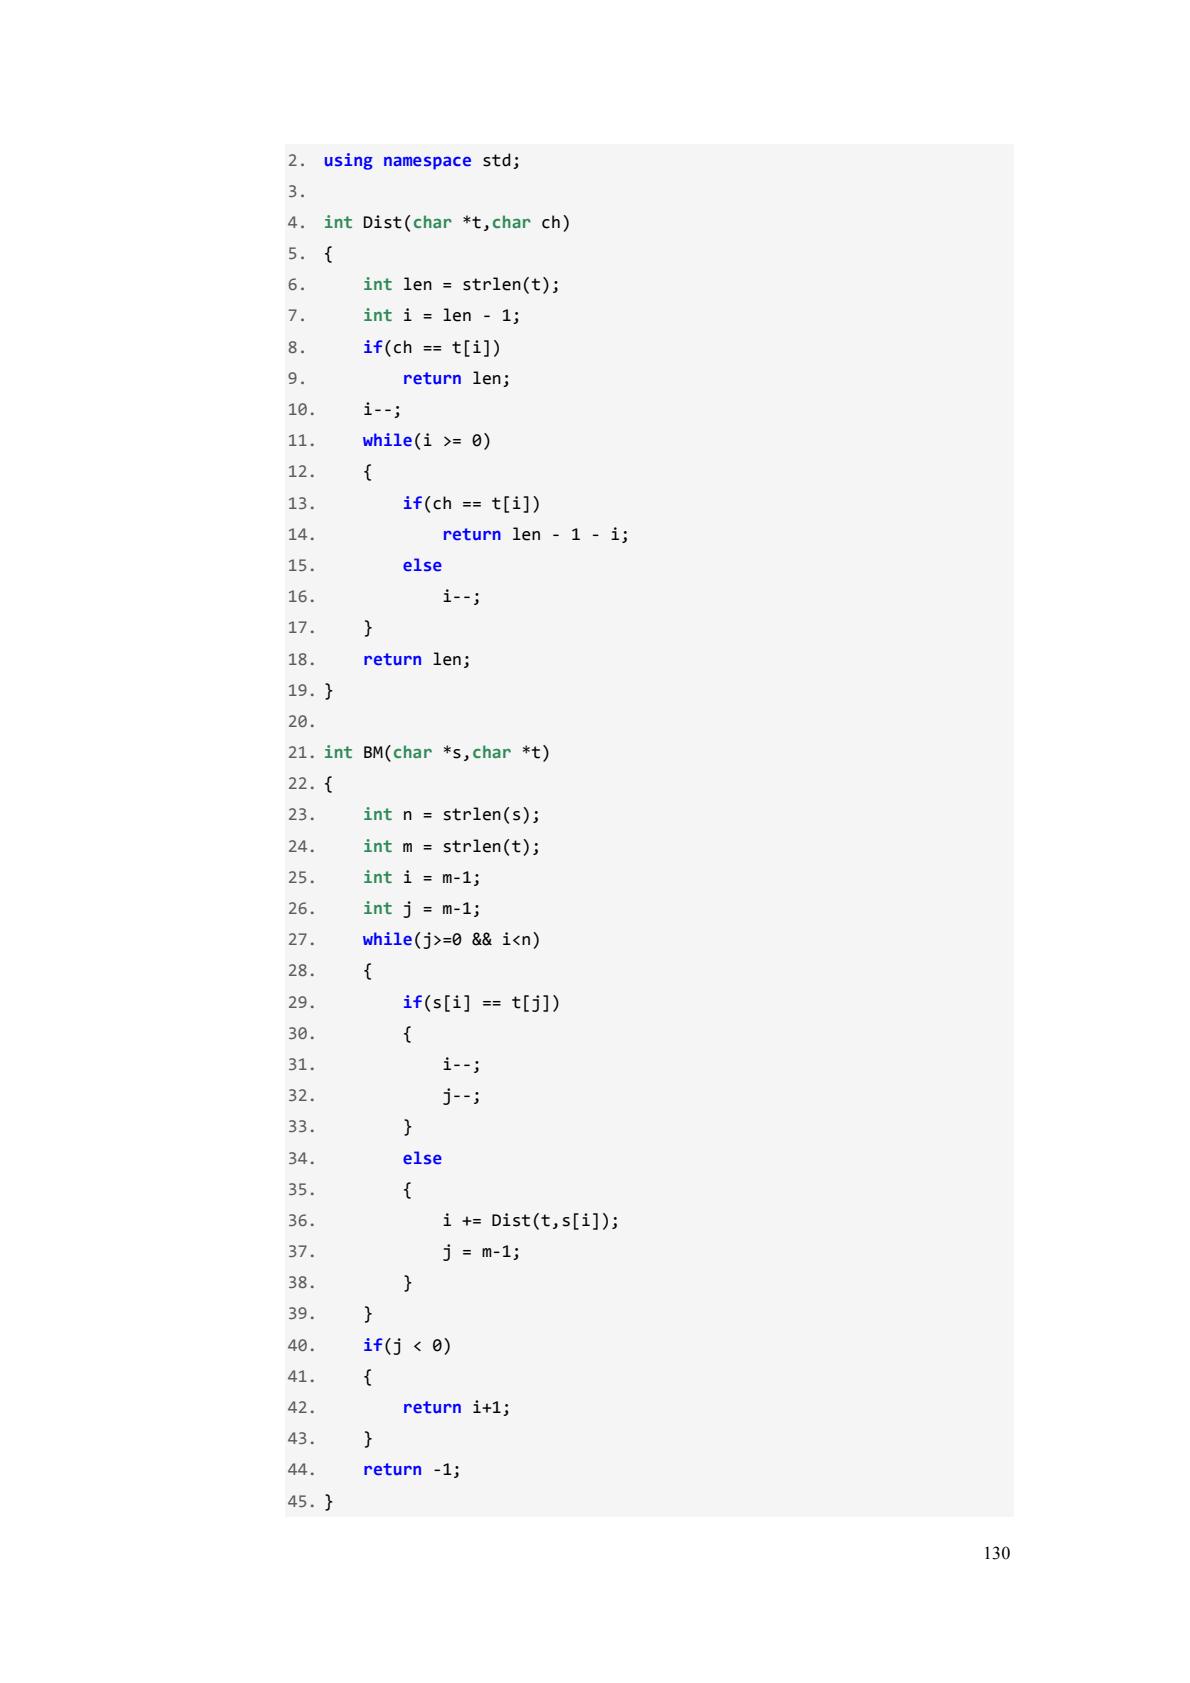 2. using namespace std;
3.
4. int Dist(char *t,char ch)
5. {
6.     int len = strlen(t);
7.     int i = len - 1;
8.     if(ch == t[i])
9.         return len;
10.     i--;
11.     while(i >= 0)
12.     {
13.         if(ch == t[i])
14.             return len - 1 - i;
15.         else
16.             i--;
17.     }
18.     return len;
19. }
20.
21. int BM(char *s,char *t)
22. {
23.     int n = strlen(s);
24.     int m = strlen(t);
25.     int i = m-1;
26.     int j = m-1;
27.     while(j>=0 && i<n)
28.     {
29.         if(s[i] == t[j])
30.         {
31.             i--;
32.             j--;
33.         }
34.         else
35.         {
36.             i += Dist(t,s[i]);
37.             j = m-1;
38.         }
39.     }
40.     if(j < 0)
41.     {
42.         return i+1;
43.     }
44.     return -1;
45. }
130